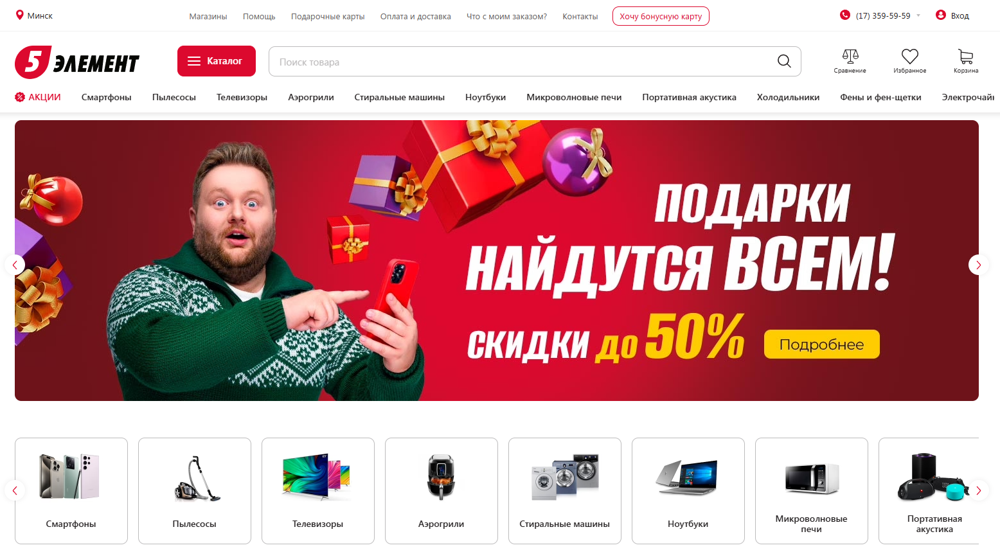 Минск
Магазины
Помощь
Подарочные карты
Оплата и доставка
Что с моим заказом?
Контакты
Хочу бонусную карту
(17) 359-59-59
Вход
5 ЭЛЕМЕНТ
Каталог
Поиск товара
Сравнение
Избранное
Корзина
АКЦИИ
Смартфоны
Пылесосы
Телевизоры
Аэрогрили
Стиральные машины
Ноутбуки
Микроволновые печи
Портативная акустика
Холодильники
Фены и фен-щетки
Электрочай
ПОДАРКИ
НАЙДУТСЯ ВСЕМ!
СКИДКИ ДО 50%
Подробнее
Смартфоны
Пылесосы
Телевизоры
Аэрогрили
Стиральные машины
Ноутбуки
Микроволновые
печи
Портативная
акустика